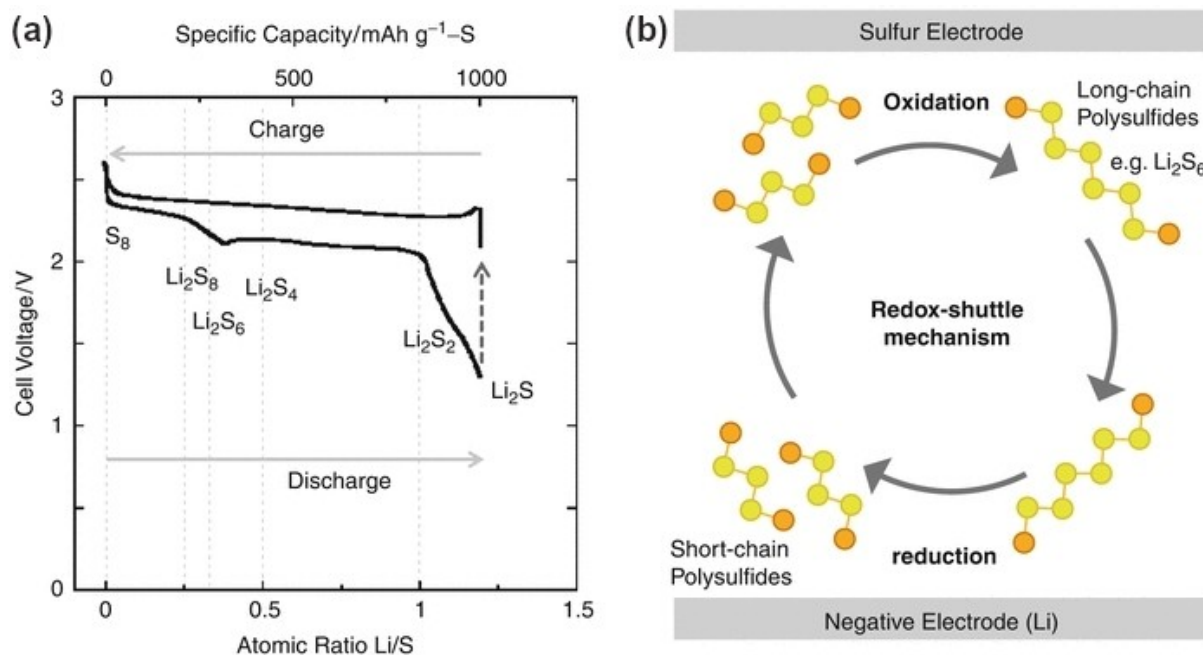 (a)
Specific Capacity/mAh g⁻¹–S
0 500 1000
3
Charge
S₈
2
Li₂S₈
Li₂S₄
Li₂S₆
Li₂S₂
Li₂S
Cell Voltage/V
1
Discharge
0
0 0.5 1 1.5
Atomic Ratio Li/S
(b)
Sulfur Electrode
Oxidation
Long-chain
Polysulfides
e.g. Li₂S₆
Redox-shuttle
mechanism
Short-chain
Polysulfides
reduction
Negative Electrode (Li)